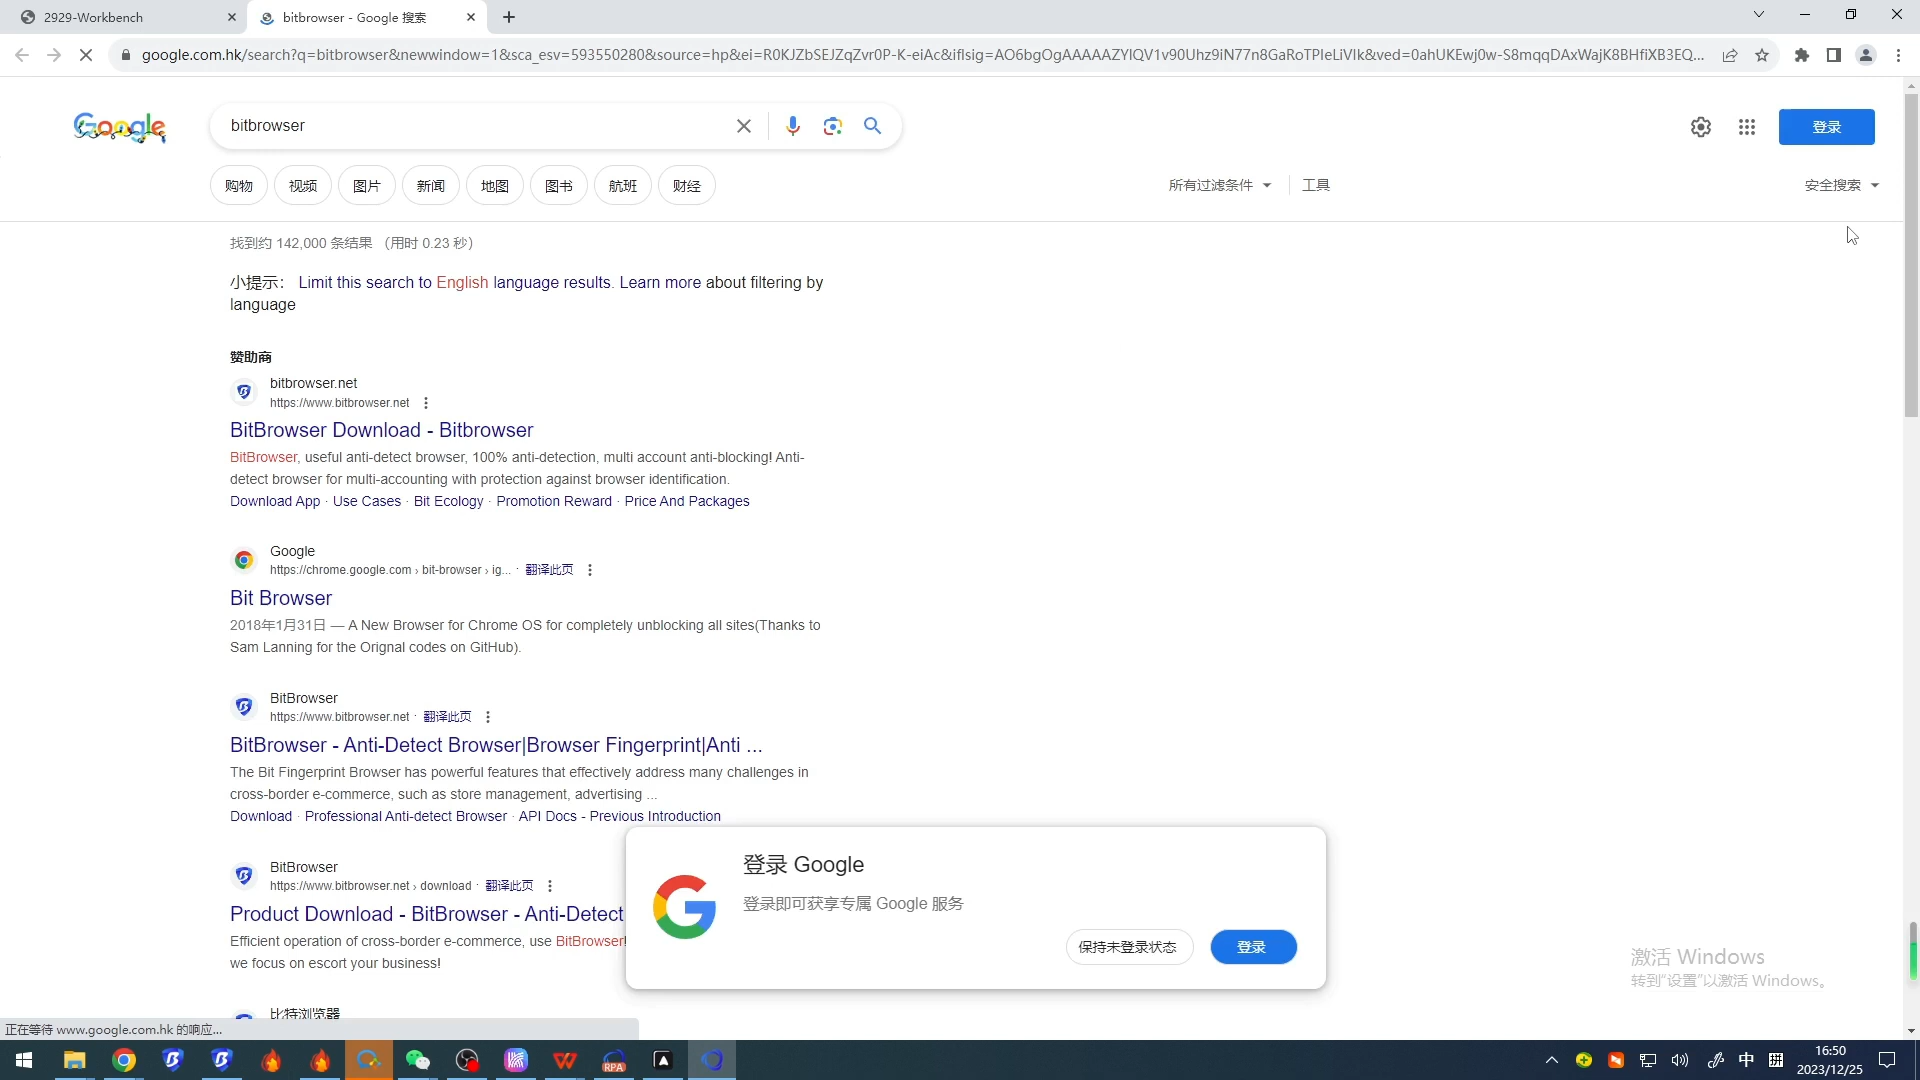 2929-Workbench
bitbrowser - Google 搜索
google.com.hk/search?q=bitbrowser&newwindow=1&sca_esv=593550280&source=hp&ei=R0KJZbSEJZqZvr0P-K-eiAc&iflsig=AO6bgOgAAAAAZYlQV1v90Uhz9iN77n8GaRoTPIeLiVIk&ved=0ahUKEwj0w-S8mqqDAxWajK8BHfiXB3EQ...
Google
bitbrowser
登录
购物 视频 图片 新闻 地图 图书 航班 财经
所有过滤条件 工具
安全搜索
找到约 142,000 条结果 （用时 0.23 秒）
小提示： Limit this search to English language results. Learn more about filtering by
language
赞助商
bitbrowser.net
https://www.bitbrowser.net
BitBrowser Download - Bitbrowser
BitBrowser, useful anti-detect browser, 100% anti-detection, multi account anti-blocking! Anti-
detect browser for multi-accounting with protection against browser identification.
Download App · Use Cases · Bit Ecology · Promotion Reward · Price And Packages
Google
https://chrome.google.com › bit-browser › ig... · 翻译此页
Bit Browser
2018年1月31日 — A New Browser for Chrome OS for completely unblocking all sites(Thanks to
Sam Lanning for the Orignal codes on GitHub).
BitBrowser
https://www.bitbrowser.net · 翻译此页
BitBrowser - Anti-Detect Browser|Browser Fingerprint|Anti ...
The Bit Fingerprint Browser has powerful features that effectively address many challenges in
cross-border e-commerce, such as store management, advertising ...
Download · Professional Anti-detect Browser · API Docs - Previous Introduction
BitBrowser
https://www.bitbrowser.net › download · 翻译此页
Product Download - BitBrowser - Anti-Detect
Efficient operation of cross-border e-commerce, use BitBrowser!
we focus on escort your business!
比特浏览器
登录 Google
登录即可获享专属 Google 服务
保持未登录状态
登录
激活 Windows
转到“设置”以激活 Windows。
正在等待 www.google.com.hk 的响应...
RPA
中
拼
16:50
2023/12/25